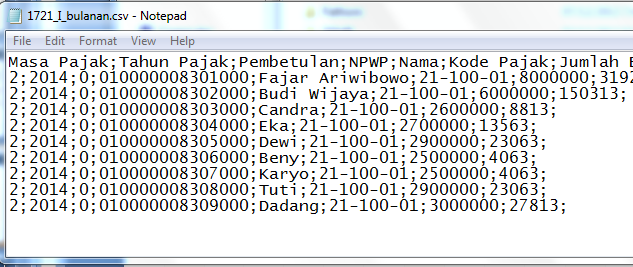 1721_I_bulanan.csv - Notepad
File Edit Format View Help
Masa Pajak;Tahun Pajak;Pembetulan;NPWP;Nama;Kode Pajak;Jumlah
2;2014;0;010000008301000;Fajar Ariwibowo;21-100-01;8000000;3192
2;2014;0;010000008302000;Budi Wijaya;21-100-01;6000000;150313;
2;2014;0;010000008303000;Candra;21-100-01;2600000;8813;
2;2014;0;010000008304000;Eka;21-100-01;2700000;13563;
2;2014;0;010000008305000;Dewi;21-100-01;2900000;23063;
2;2014;0;010000008306000;Beny;21-100-01;2500000;4063;
2;2014;0;010000008307000;Karyo;21-100-01;2500000;4063;
2;2014;0;010000008308000;Tuti;21-100-01;2900000;23063;
2;2014;0;010000008309000;Dadang;21-100-01;3000000;27813;